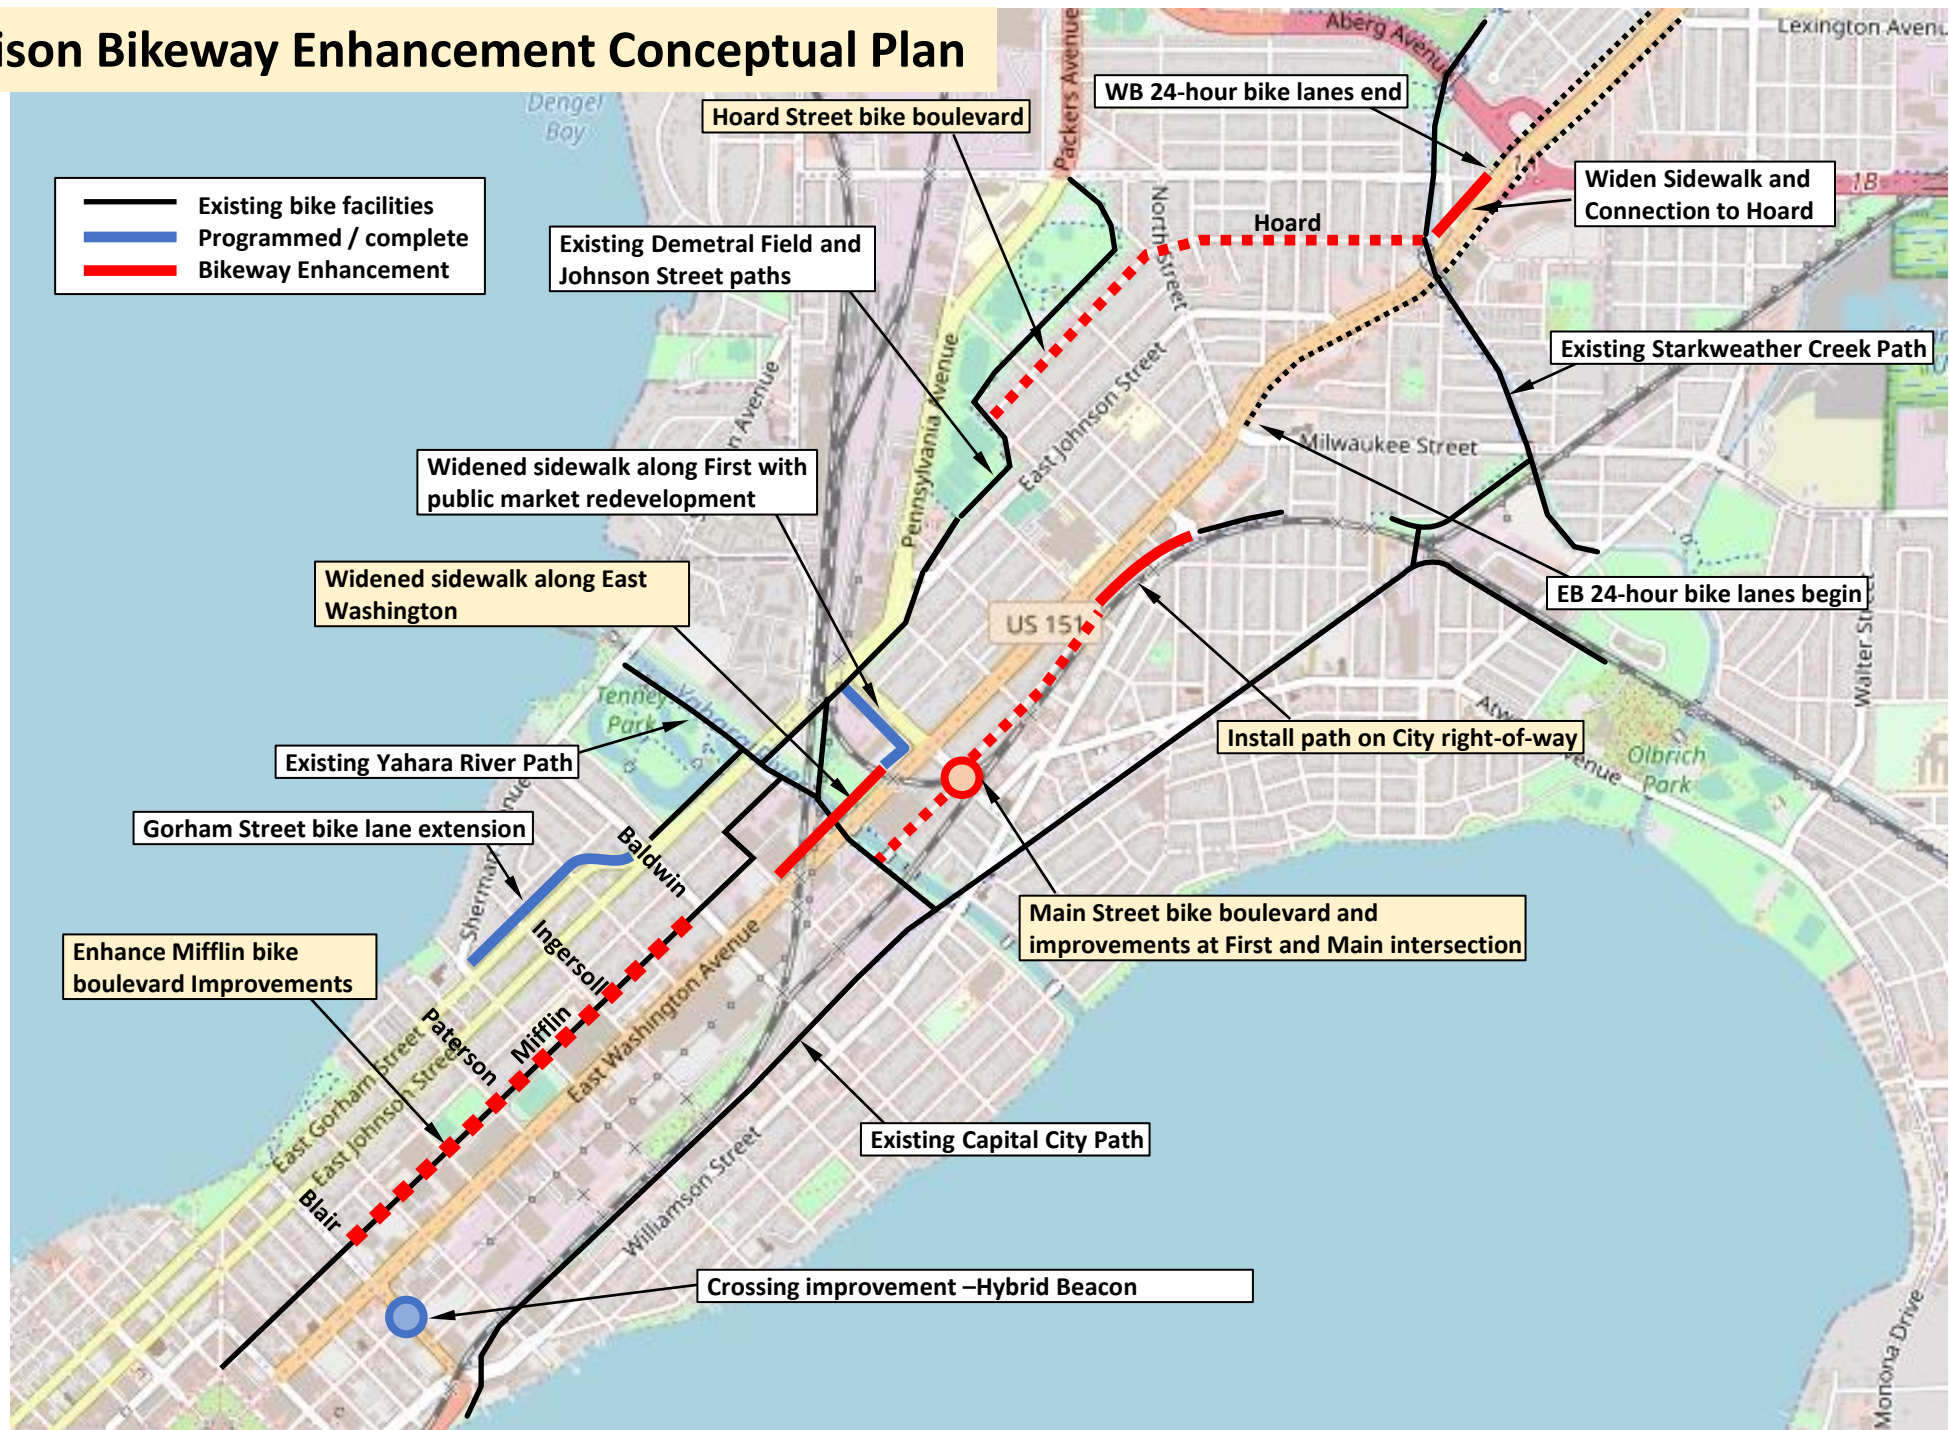 ison Bikeway Enhancement Conceptual Plan
Aberg Avenu
Lexington Avenu
Packers Avenue
Dengel
Bay
WB 24-hour bike lanes end
Hoard Street bike boulevard
Existing bike facilities
Programmed / complete
Bikeway Enhancement
Widen Sidewalk and
Connection to Hoard
North Street
Hoard
Existing Demetral Field and
Johnson Street paths
Existing Starkweather Creek Path
Pennsylvania Avenue
n Avenue
East Johnson Street
Milwaukee Street
Widened sidewalk along First with
public market redevelopment
Widened sidewalk along East
Washington
EB 24-hour bike lanes begin
US 151
Walter Street
Tenney
Park
Install path on City right-of-way
Olbrich
Park
Existing Yahara River Path
Gorham Street bike lane extension
Baldwin
Sherman
nue
Main Street bike boulevard and
improvements at First and Main intersection
Ingersoll
Enhance Mifflin bike
boulevard Improvements
Paterson
Mifflin
East Washington Avenue
East Gorham Street
East Johnson Street
Existing Capital City Path
Williamson Street
Blair
Crossing improvement –Hybrid Beacon
Monona Drive